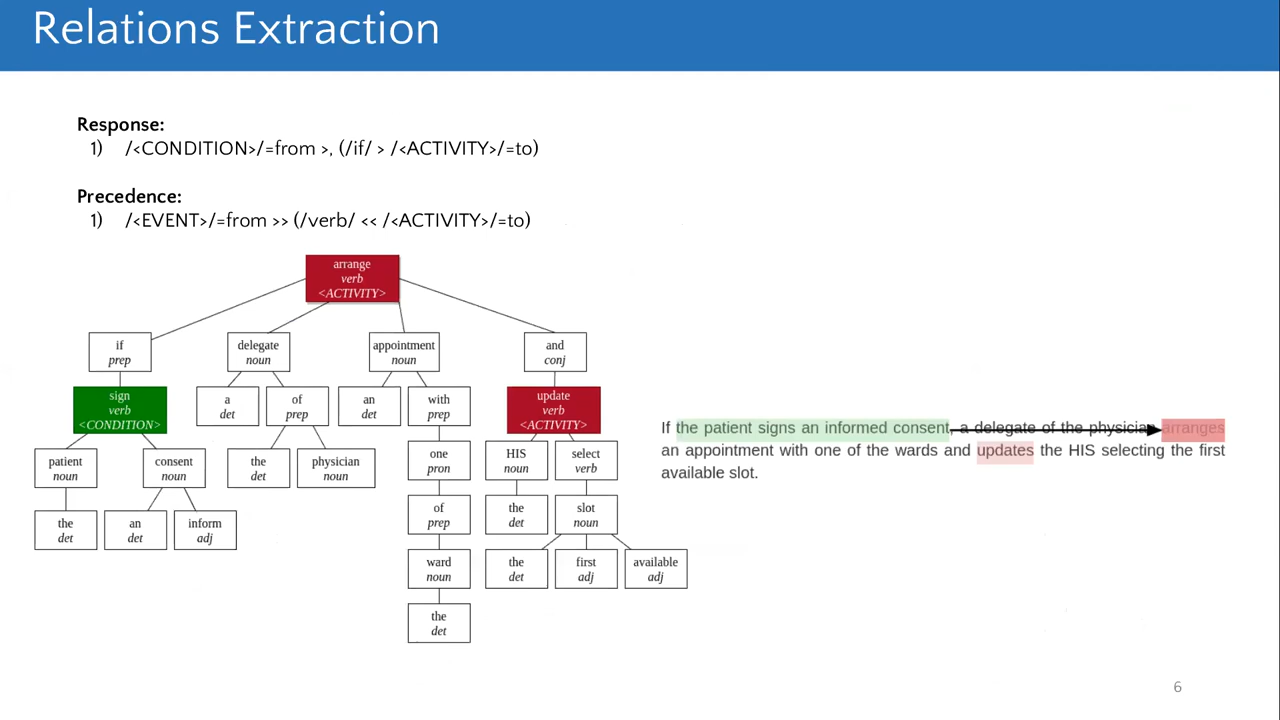 Relations Extraction
Response:
1) /<CONDITION>/=from >, (/if/ > /<ACTIVITY>/=to)
Precedence:
1) /<EVENT>/=from >> (/verb/ << /<ACTIVITY>/=to)
arrange
verb
<ACTIVITY>
if
prep
delegate
noun
appointment
noun
and
conj
sign
verb
<CONDITION>
a
det
of
prep
an
det
with
prep
update
verb
<ACTIVITY>
patient
noun
consent
noun
the
det
physician
noun
one
pron
HIS
noun
select
verb
the
det
an
det
inform
adj
of
prep
the
det
slot
noun
ward
noun
the
det
first
adj
available
adj
the
det
If the patient signs an informed consent, a delegate of the physician arranges
an appointment with one of the wards and updates the HIS selecting the first
available slot.
6